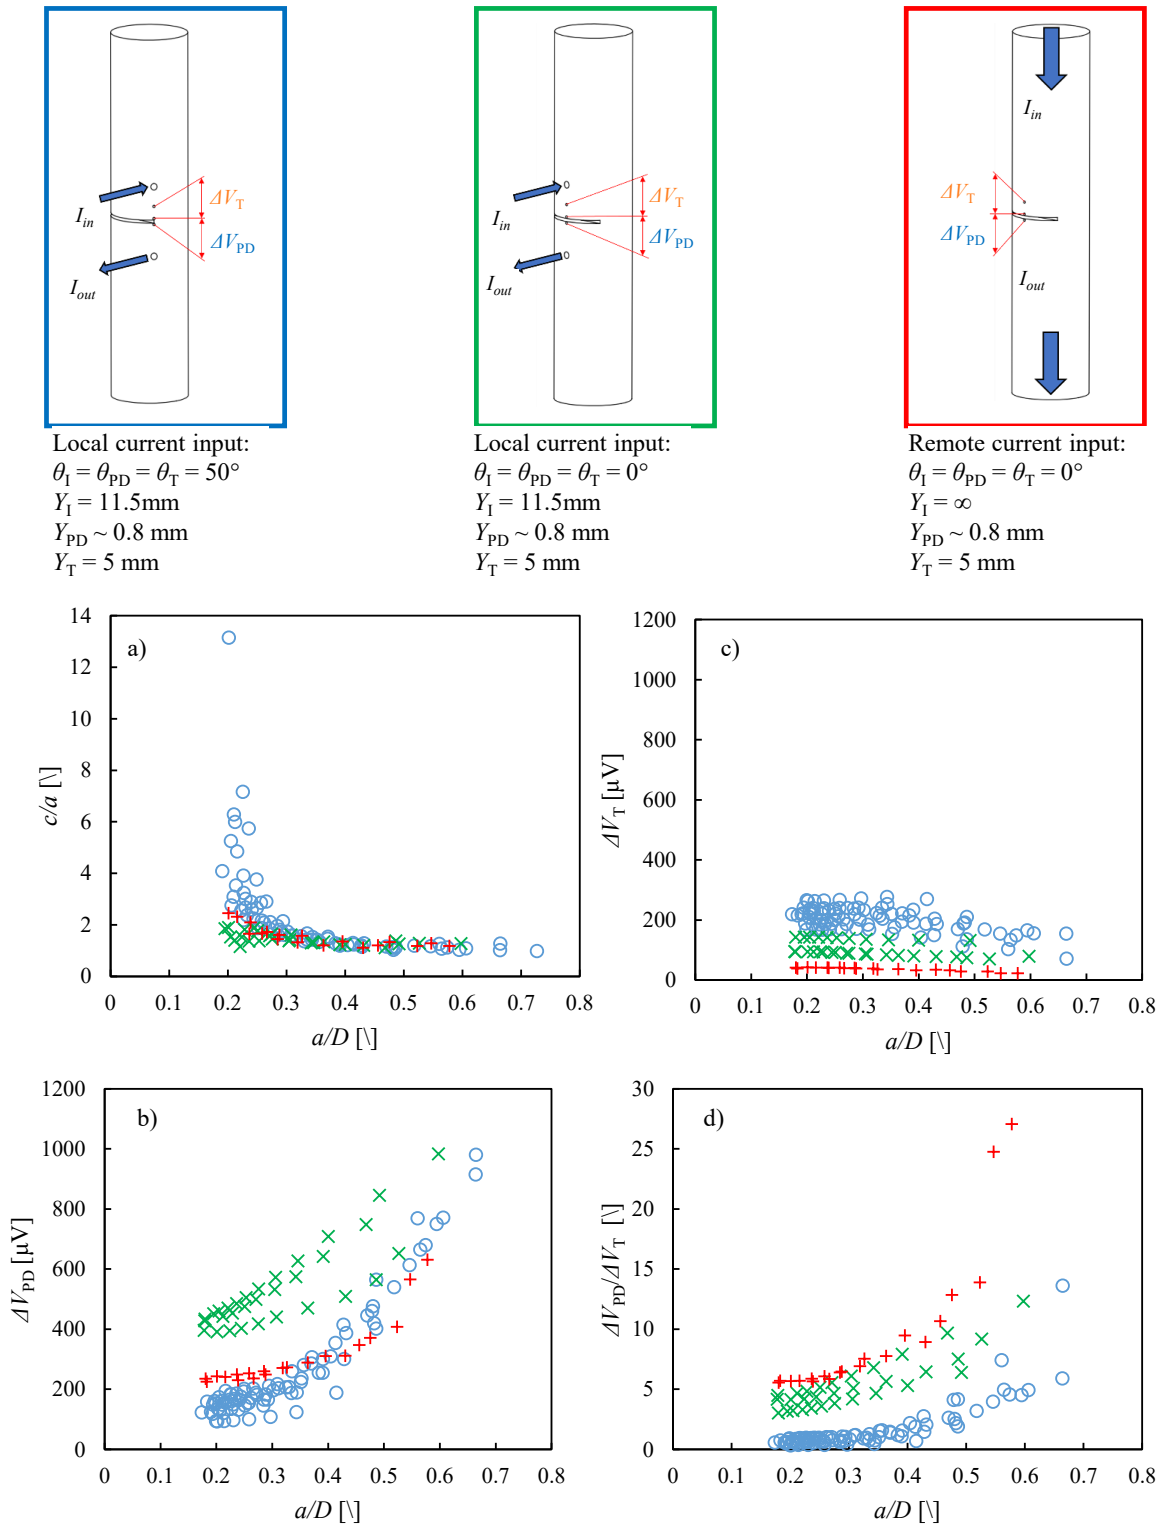 I_in
ΔV_T
ΔV_PD
I_out
I_in
ΔV_T
ΔV_PD
I_out
I_in
ΔV_T
ΔV_PD
I_out
Local current input:
θ_I = θ_PD = θ_T = 50°
Y_I = 11.5mm
Y_PD ~ 0.8 mm
Y_T = 5 mm
Local current input:
θ_I = θ_PD = θ_T = 0°
Y_I = 11.5mm
Y_PD ~ 0.8 mm
Y_T = 5 mm
Remote current input:
θ_I = θ_PD = θ_T = 0°
Y_I = ∞
Y_PD ~ 0.8 mm
Y_T = 5 mm
a)
c/a [\]
14
12
10
8
6
4
2
0
0 0.1 0.2 0.3 0.4 0.5 0.6 0.7 0.8
a/D [\]
c)
ΔV_T [µV]
1200
1000
800
600
400
200
0
0 0.1 0.2 0.3 0.4 0.5 0.6 0.7 0.8
a/D [\]
b)
ΔV_PD [µV]
1200
1000
800
600
400
200
0
0 0.1 0.2 0.3 0.4 0.5 0.6 0.7 0.8
a/D [\]
d)
ΔV_PD/ΔV_T [\]
30
25
20
15
10
5
0
0 0.1 0.2 0.3 0.4 0.5 0.6 0.7 0.8
a/D [\]